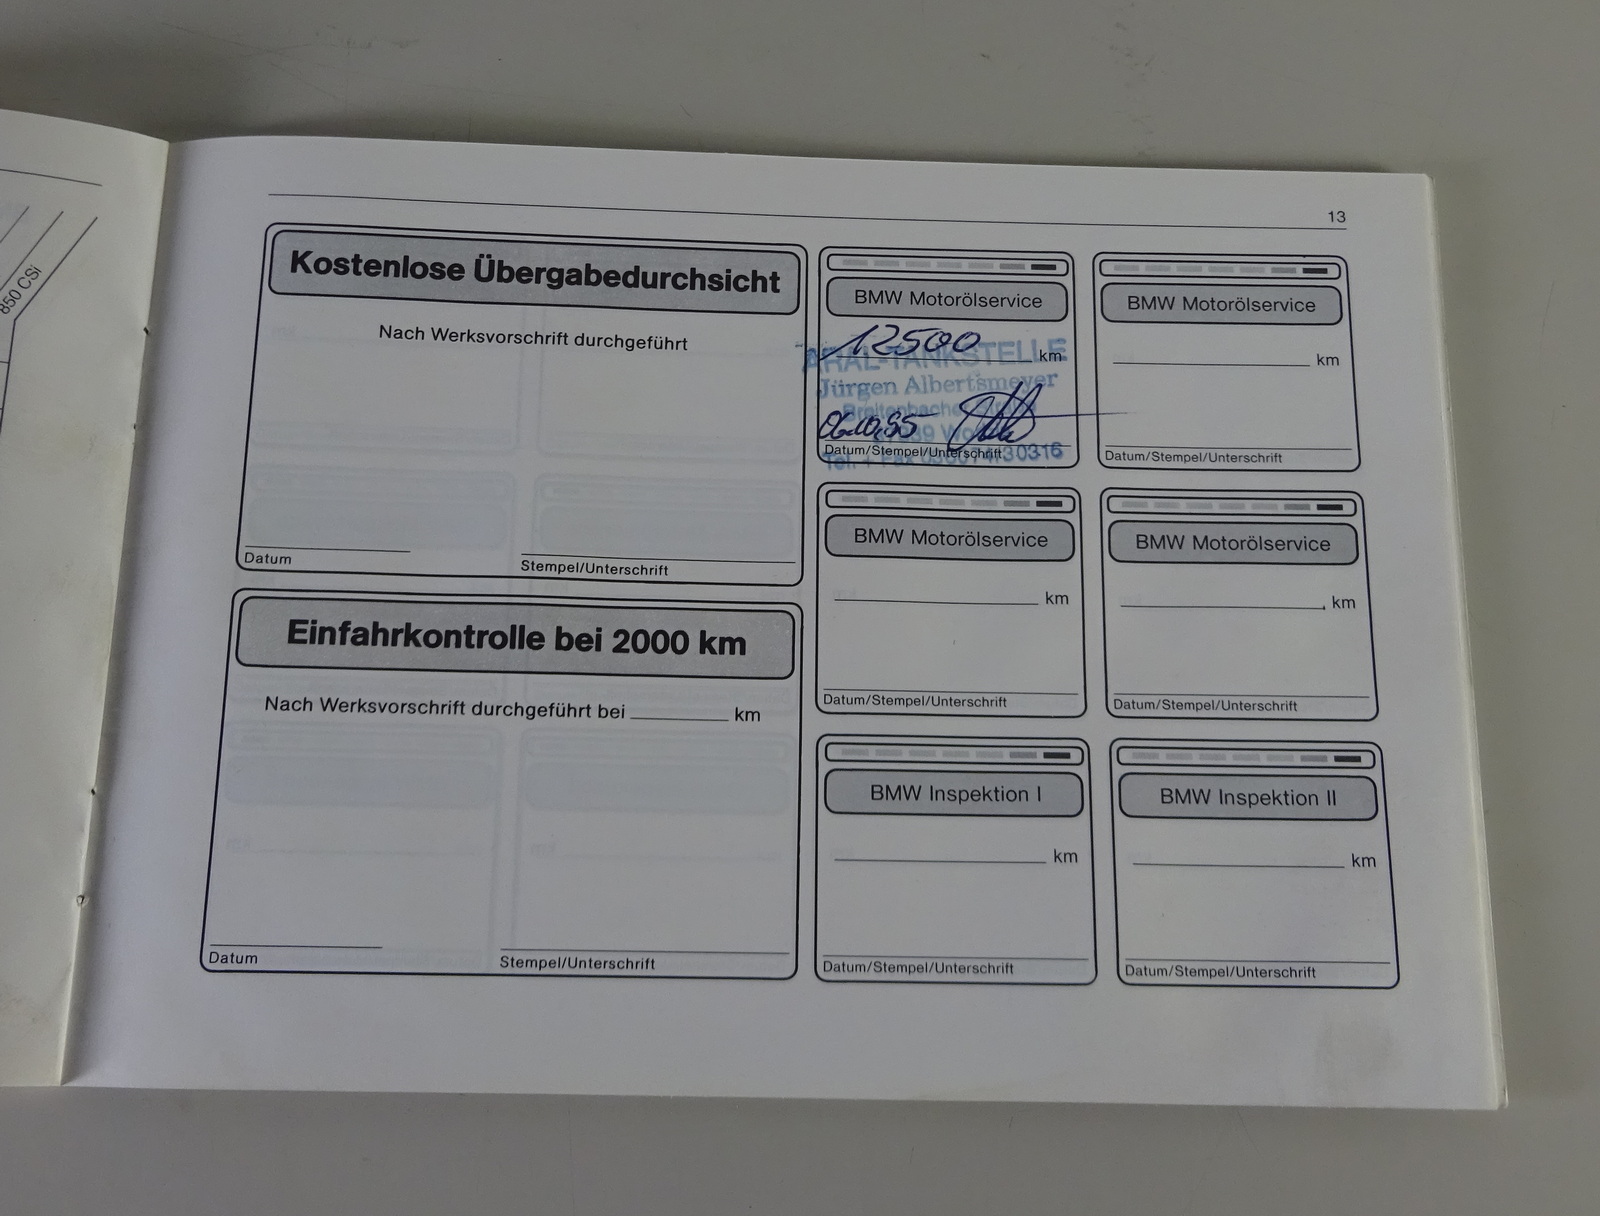 850 CSi
13
Kostenlose Übergabedurchsicht
Nach Werksvorschrift durchgeführt
Datum
Stempel/Unterschrift
Einfahrkontrolle bei 2000 km
Nach Werksvorschrift durchgeführt bei km
Datum
Stempel/Unterschrift
BMW Motorölservice
12500 km
ARAL-TANKSTELLE
Jürgen Albertsmeyer
06.10.95
Datum/Stempel/Unterschrift
BMW Motorölservice
km
Datum/Stempel/Unterschrift
BMW Motorölservice
km
Datum/Stempel/Unterschrift
BMW Motorölservice
km
Datum/Stempel/Unterschrift
BMW Inspektion I
km
Datum/Stempel/Unterschrift
BMW Inspektion II
km
Datum/Stempel/Unterschrift